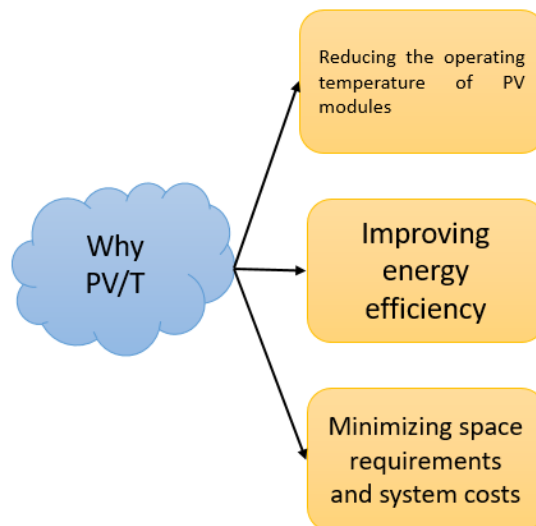 Why
PV/T
Reducing the operating
temperature of PV
modules
Improving
energy
efficiency
Minimizing space
requirements
and system costs